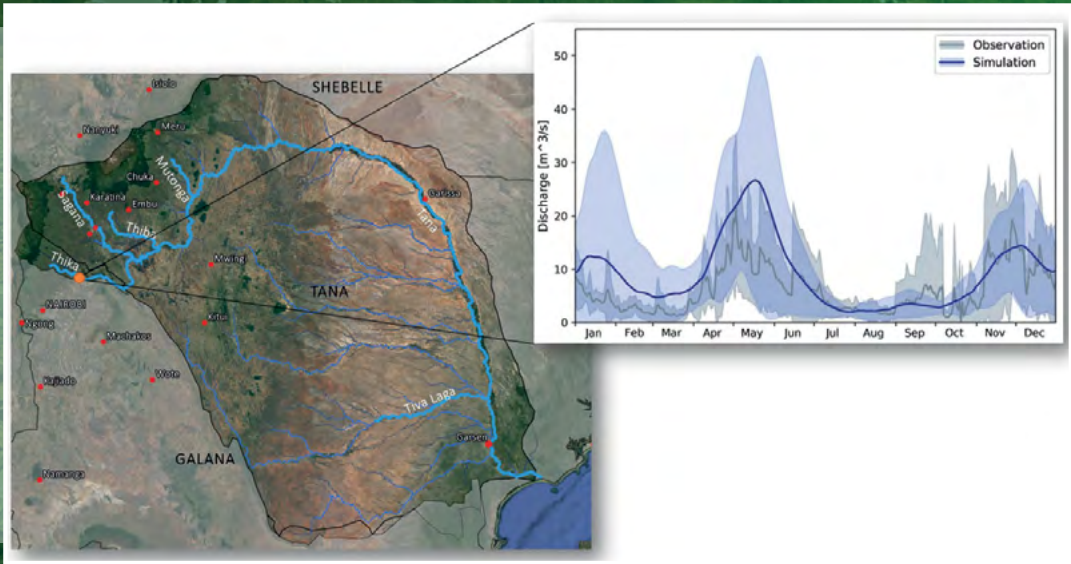 SHEBELLE
Isiolo
Nanyuki
Meru
Chuka
Mutonga
Karatina
Embu
Sagana
Thiba
Thika
Garissa
Tana
Mwing
TANA
NAIROBI
Ngong
Kitui
Machakos
Kajiado
Wote
Tiva Laga
Garsen
GALANA
Namanga
Observation
Simulation
Discharge [m^3/s]
50
40
30
20
10
0
Jan Feb Mar Apr May Jun Jul Aug Sep Oct Nov Dec